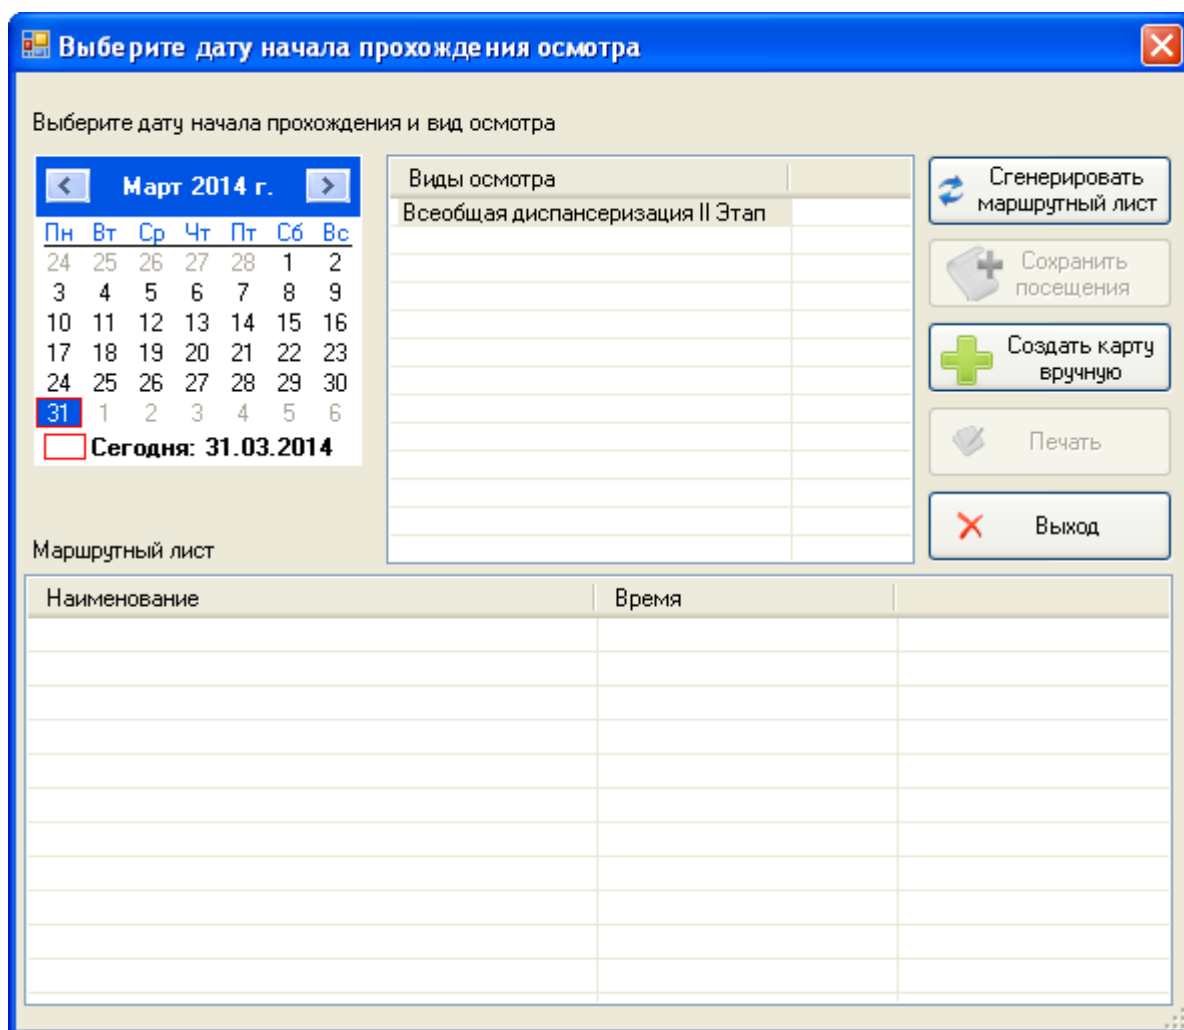 Выберите дату начала прохождения осмотра
Выберите дату начала прохождения и вид осмотра
Март 2014 г.
Пн Вт Ср Чт Пт Сб Вс
24 25 26 27 28 1 2
3 4 5 6 7 8 9
10 11 12 13 14 15 16
17 18 19 20 21 22 23
24 25 26 27 28 29 30
31 1 2 3 4 5 6
Сегодня: 31.03.2014
Виды осмотра
Всеобщая диспансеризация II Этап
Сгенерировать
маршрутный лист
Сохранить
посещения
Создать карту
вручную
Печать
Выход
Маршрутный лист
Наименование Время